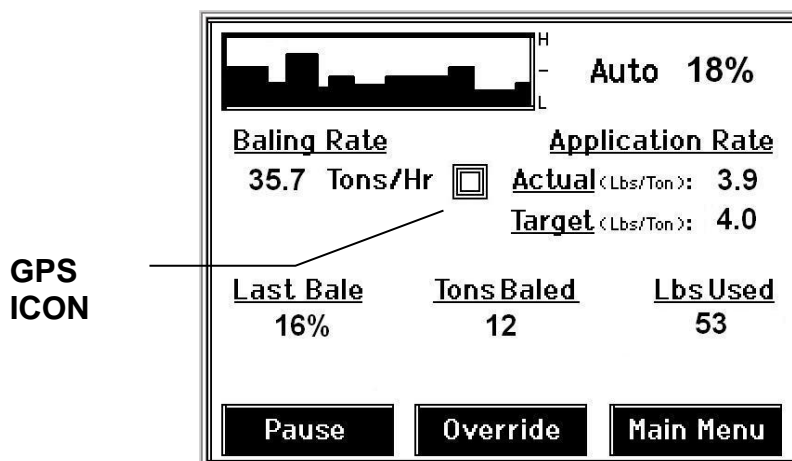 H
–
L
Auto 18%
Baling Rate
Application Rate
35.7 Tons/Hr
Actual (Lbs/Ton): 3.9
Target (Lbs/Ton): 4.0
GPS
ICON
Last Bale
Tons Baled
Lbs Used
16%
12
53
Pause
Override
Main Menu